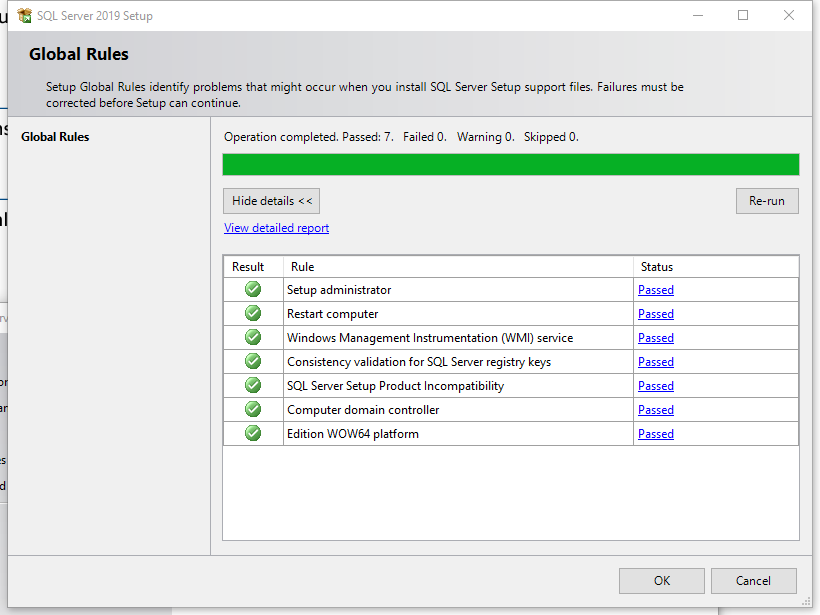 SQL Server 2019 Setup
Global Rules
Setup Global Rules identify problems that might occur when you install SQL Server Setup support files. Failures must be
corrected before Setup can continue.
Global Rules
Operation completed. Passed: 7. Failed 0. Warning 0. Skipped 0.
Hide details <<
Re-run
View detailed report
Result Rule Status
Setup administrator Passed
Restart computer Passed
Windows Management Instrumentation (WMI) service Passed
Consistency validation for SQL Server registry keys Passed
SQL Server Setup Product Incompatibility Passed
Computer domain controller Passed
Edition WOW64 platform Passed
OK Cancel